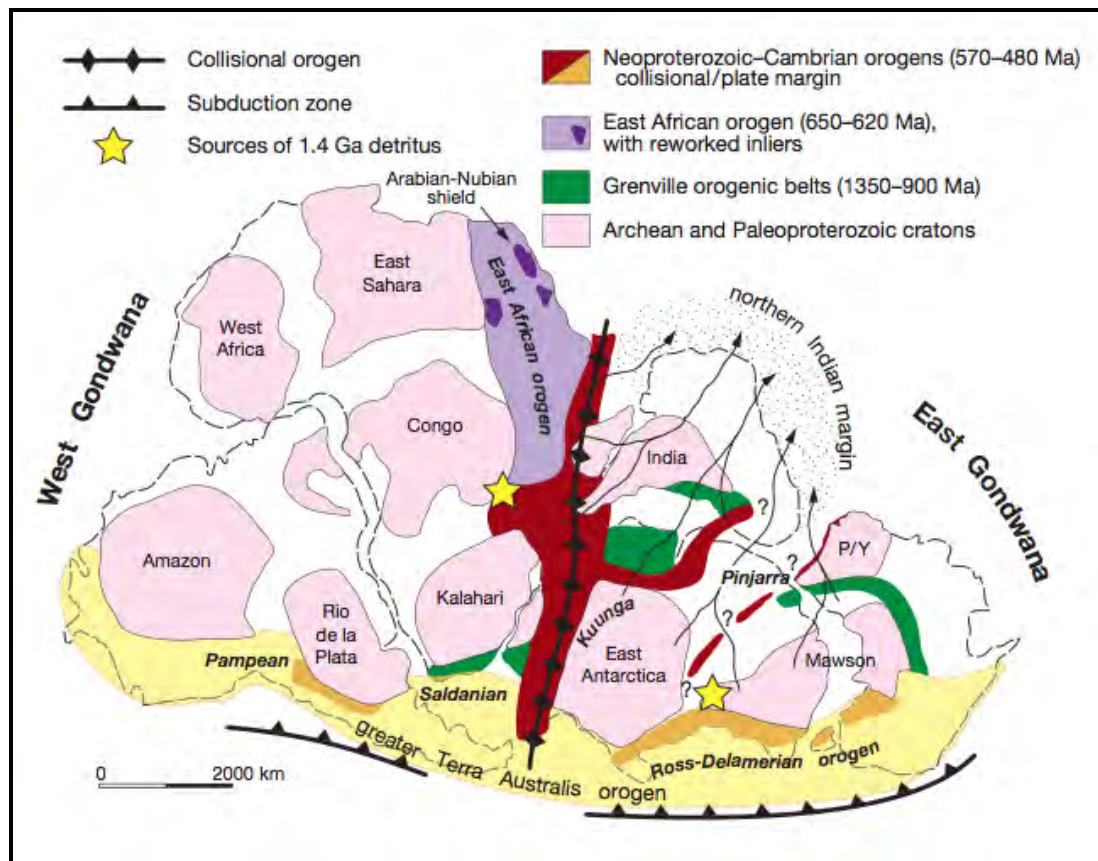 Collisional orogen
Subduction zone
Sources of 1.4 Ga detritus
Neoproterozoic–Cambrian orogens (570–480 Ma)
collisional/plate margin
East African orogen (650–620 Ma),
with reworked inliers
Grenville orogenic belts (1350–900 Ma)
Archean and Paleoproterozoic cratons
Arabian-Nubian
shield
West Gondwana
East Gondwana
northern Indian margin
East
Sahara
East African orogen
West
Africa
Congo
India
?
Amazon
Rio
de la
Plata
Kalahari
Kuunga
Pinjarra
?
P/Y
?
East
Antarctica
Mawson
?
Pampean
Saldanian
Ross-Delamerian orogen
greater Terra Australis orogen
0 2000 km